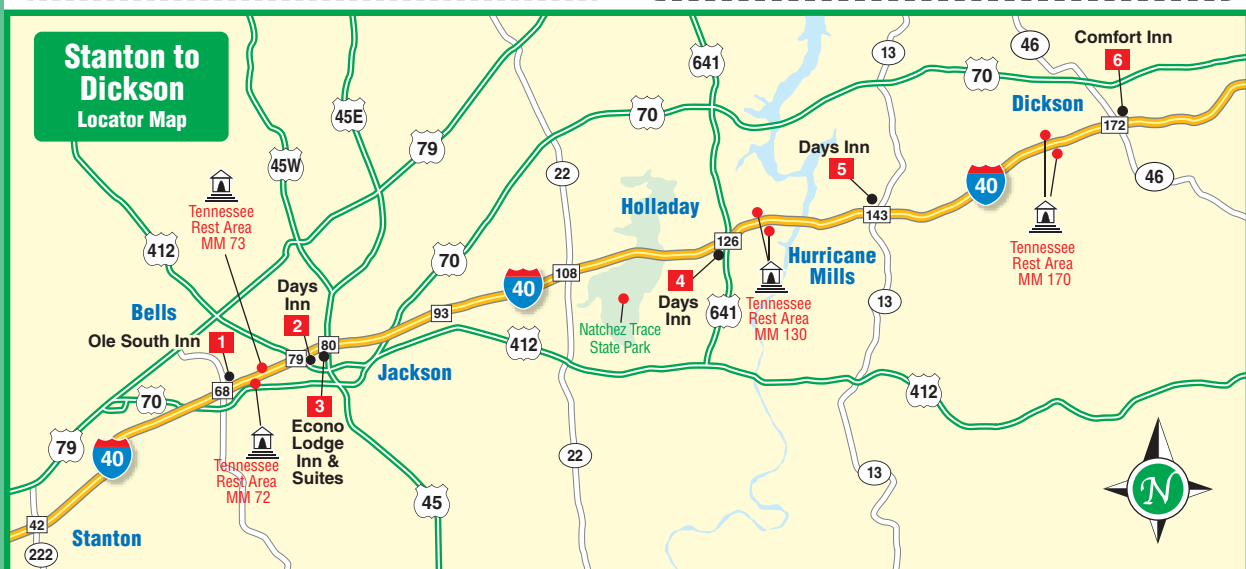 Stanton to
Dickson
Locator Map
45E
45W
79
412
Tennessee
Rest Area
MM 73
Bells
Ole South Inn
1
Days
Inn
2
79
80
68
70
79
40
Tennessee
Rest Area
MM 72
3
Econo
Lodge
Inn &
Suites
Jackson
45
42
222
Stanton
70
93
40
108
22
22
412
70
641
Holladay
Natchez Trace
State Park
126
4
Days
Inn
641
Tennessee
Rest Area
MM 130
Hurricane
Mills
Days Inn
5
143
13
13
13
412
70
46
Comfort Inn
6
Dickson
172
46
40
Tennessee
Rest Area
MM 170
N